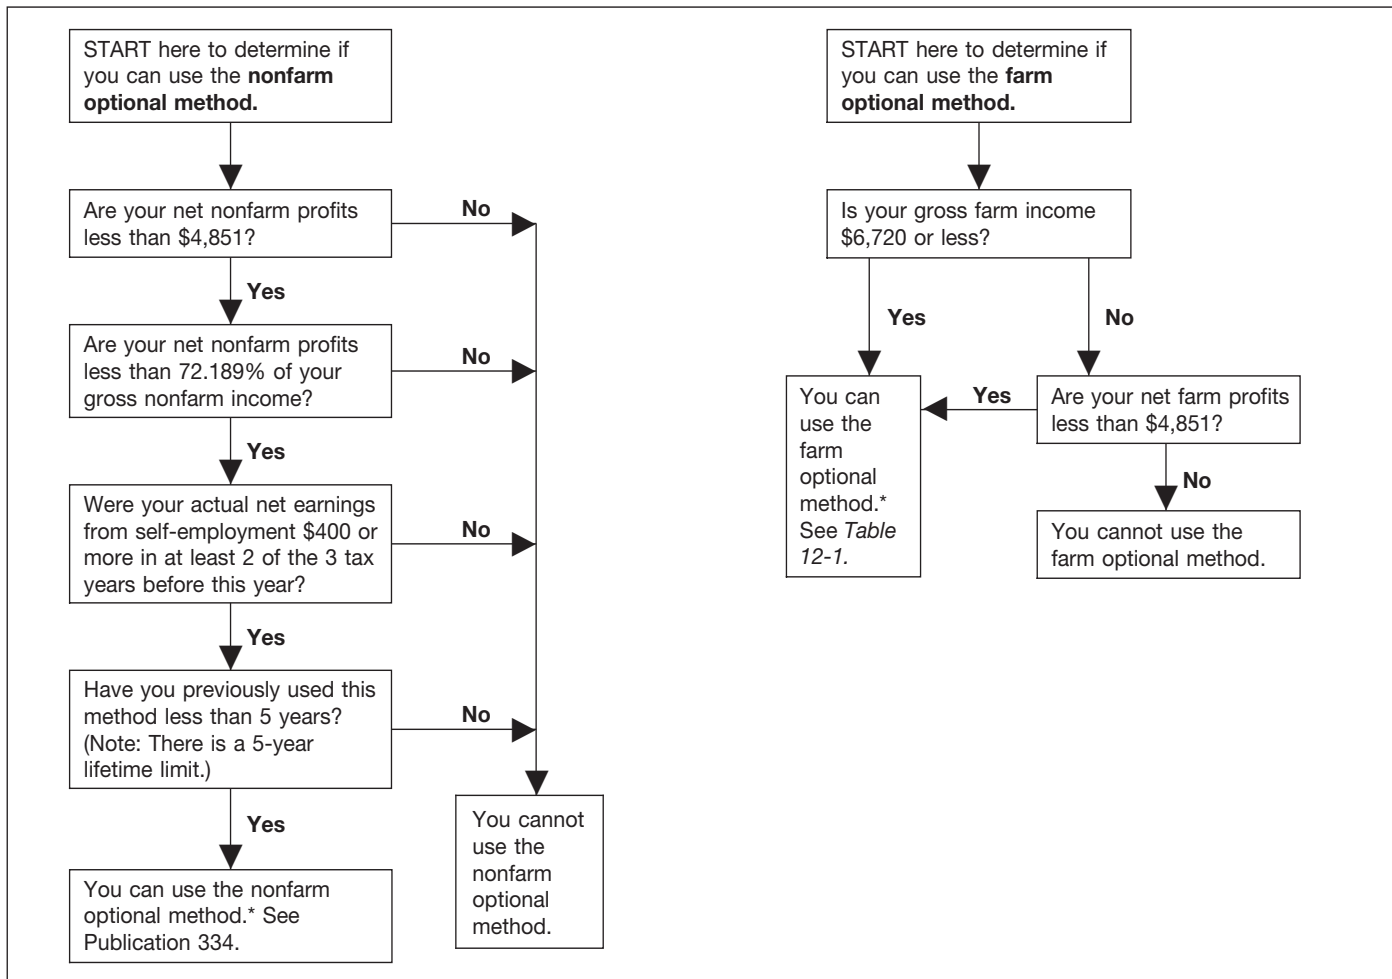 START here to determine if
you can use the nonfarm
optional method.
Are your net nonfarm profits
less than $4,851?
No
Yes
Are your net nonfarm profits
less than 72.189% of your
gross nonfarm income?
No
Yes
Were your actual net earnings
from self-employment $400 or
more in at least 2 of the 3 tax
years before this year?
No
Yes
Have you previously used this
method less than 5 years?
(Note: There is a 5-year
lifetime limit.)
No
Yes
You can use the nonfarm
optional method.* See
Publication 334.
You cannot
use the
nonfarm
optional
method.
START here to determine if
you can use the farm
optional method.
Is your gross farm income
$6,720 or less?
Yes
No
You can
use the
farm
optional
method.*
See Table
12-1.
Yes
Are your net farm profits
less than $4,851?
No
You cannot use the
farm optional method.